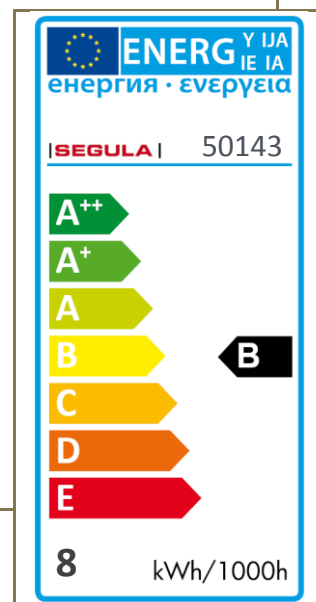 ENERG Y IJA
IE IA
енергия · ενεργεια
SEGULA 50143
A++
A+
A
B B
C
D
E
8 kWh/1000h